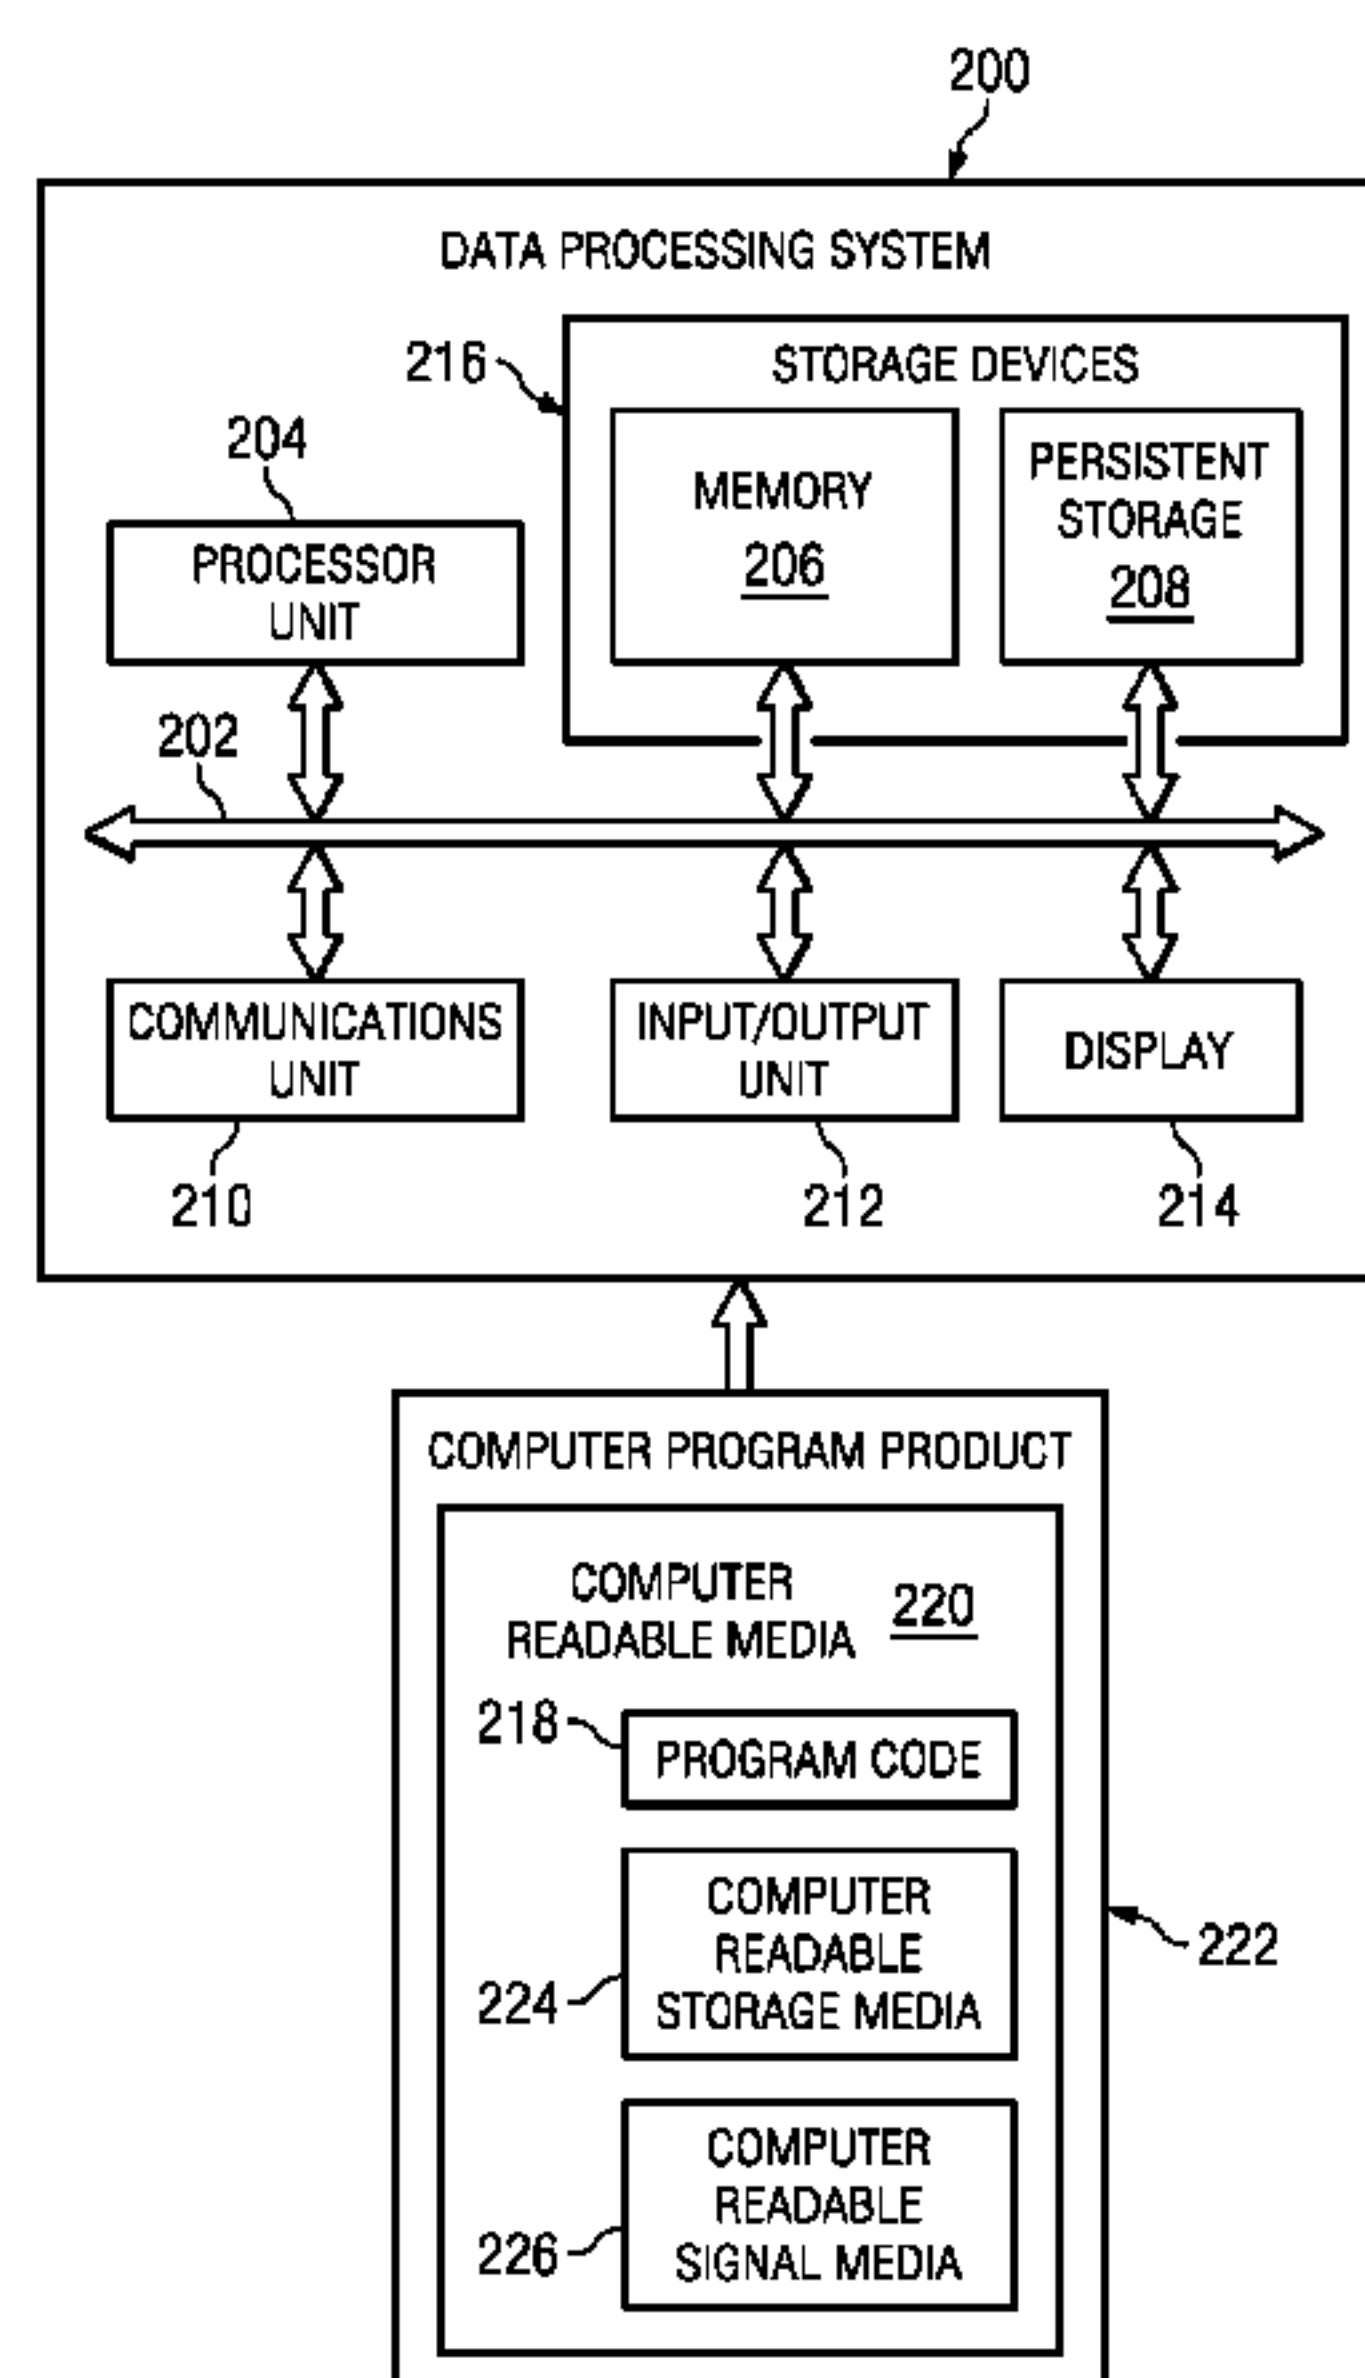 200
DATA PROCESSING SYSTEM
216
STORAGE DEVICES
204
PROCESSOR
UNIT
MEMORY
206
PERSISTENT
STORAGE
208
202
COMMUNICATIONS
UNIT
INPUT/OUTPUT
UNIT
DISPLAY
210
212
214
COMPUTER PROGRAM PRODUCT
COMPUTER
READABLE MEDIA
220
218
PROGRAM CODE
COMPUTER
READABLE
STORAGE MEDIA
224
222
COMPUTER
READABLE
SIGNAL MEDIA
226